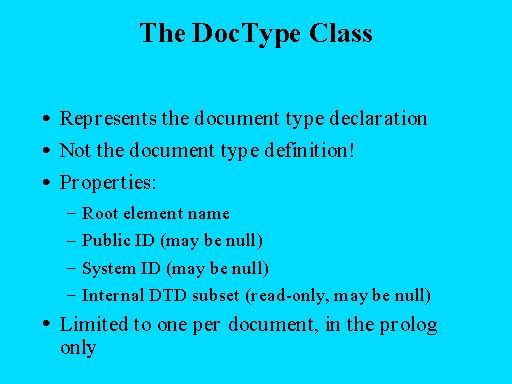 The DocType Class
• Represents the document type declaration
• Not the document type definition!
• Properties:
– Root element name
– Public ID (may be null)
– System ID (may be null)
– Internal DTD subset (read-only, may be null)
• Limited to one per document, in the prolog
only